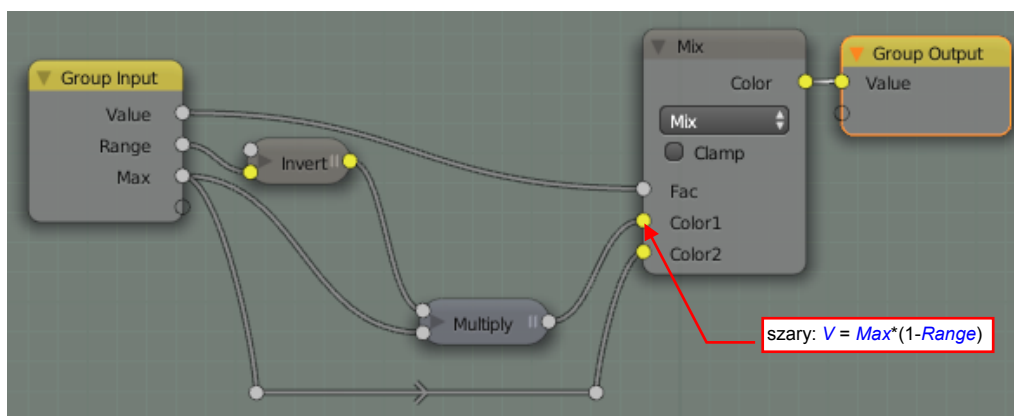 Group Input
Value
Range
Max
Invert
Multiply
Mix
Color
Mix
Clamp
Fac
Color1
Color2
Group Output
Value
szary: V = Max*(1-Range)